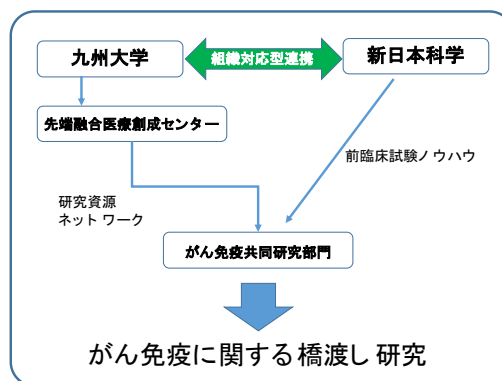 九州大学
組織対応型連携
新日本科学
先端融合医療創成センター
前臨床試験ノウハウ
研究資源
ネットワーク
がん免疫共同研究部門
がん免疫に関する橋渡し研究